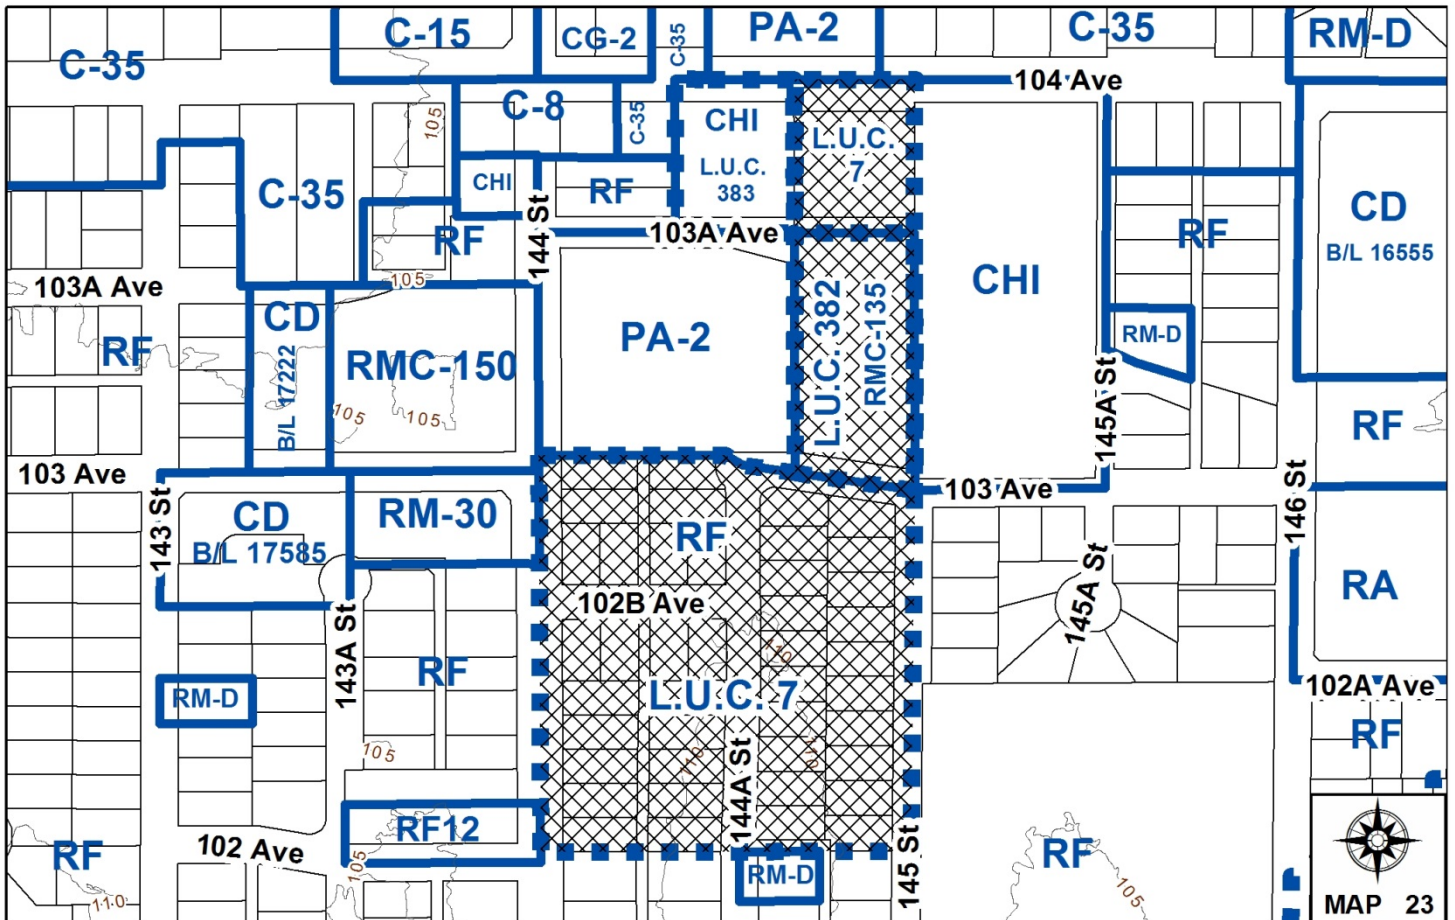 C-35
C-15
CG-2
C-35
PA-2
C-35
RM-D
104 Ave
105
C-8
C-35
CHI
L.U.C.
383
L.U.C.
7
C-35
CHI
RF
RF
144 St
103A Ave
RF
CD
B/L 16555
103A Ave
105
CHI
CD
B/L 17222
RF
RMC-150
105
105
PA-2
L.U.C. 382
RMC-135
RM-D
145A St
RF
103 Ave
103 Ave
143 St
CD
B/L 17585
RM-30
RF
146 St
RA
102B Ave
145A St
110
143A St
RF
RM-D
L.U.C. 7
102A Ave
RF
105
110
144A St
110
RF12
102 Ave
RF
105
110
RM-D
145 St
RF
105
MAP 23